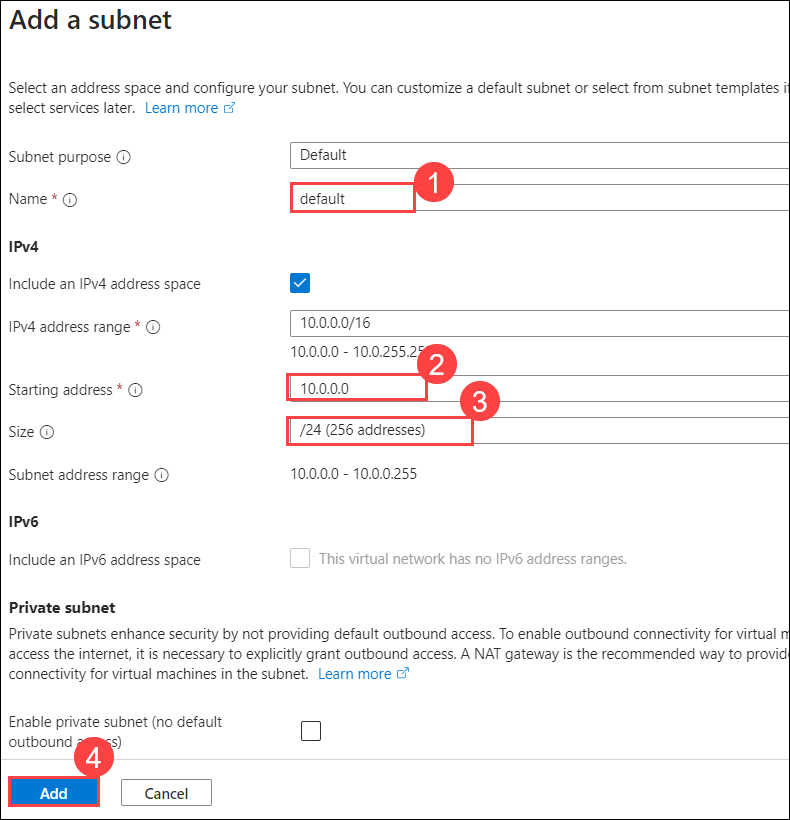 Add a subnet
Select an address space and configure your subnet. You can customize a default subnet or select from subnet templates
select services later. Learn more
Subnet purpose
Default
Name *
default
1
IPv4
Include an IPv4 address space
IPv4 address range *
10.0.0.0/16
10.0.0.0 - 10.0.255.25
2
Starting address *
10.0.0.0
3
Size
/24 (256 addresses)
Subnet address range
10.0.0.0 - 10.0.0.255
IPv6
Include an IPv6 address space
This virtual network has no IPv6 address ranges.
Private subnet
Private subnets enhance security by not providing default outbound access. To enable outbound connectivity for virtual
access the internet, it is necessary to explicitly grant outbound access. A NAT gateway is the recommended way to
connectivity for virtual machines in the subnet. Learn more
Enable private subnet (no default
outbound
4
Add
Cancel